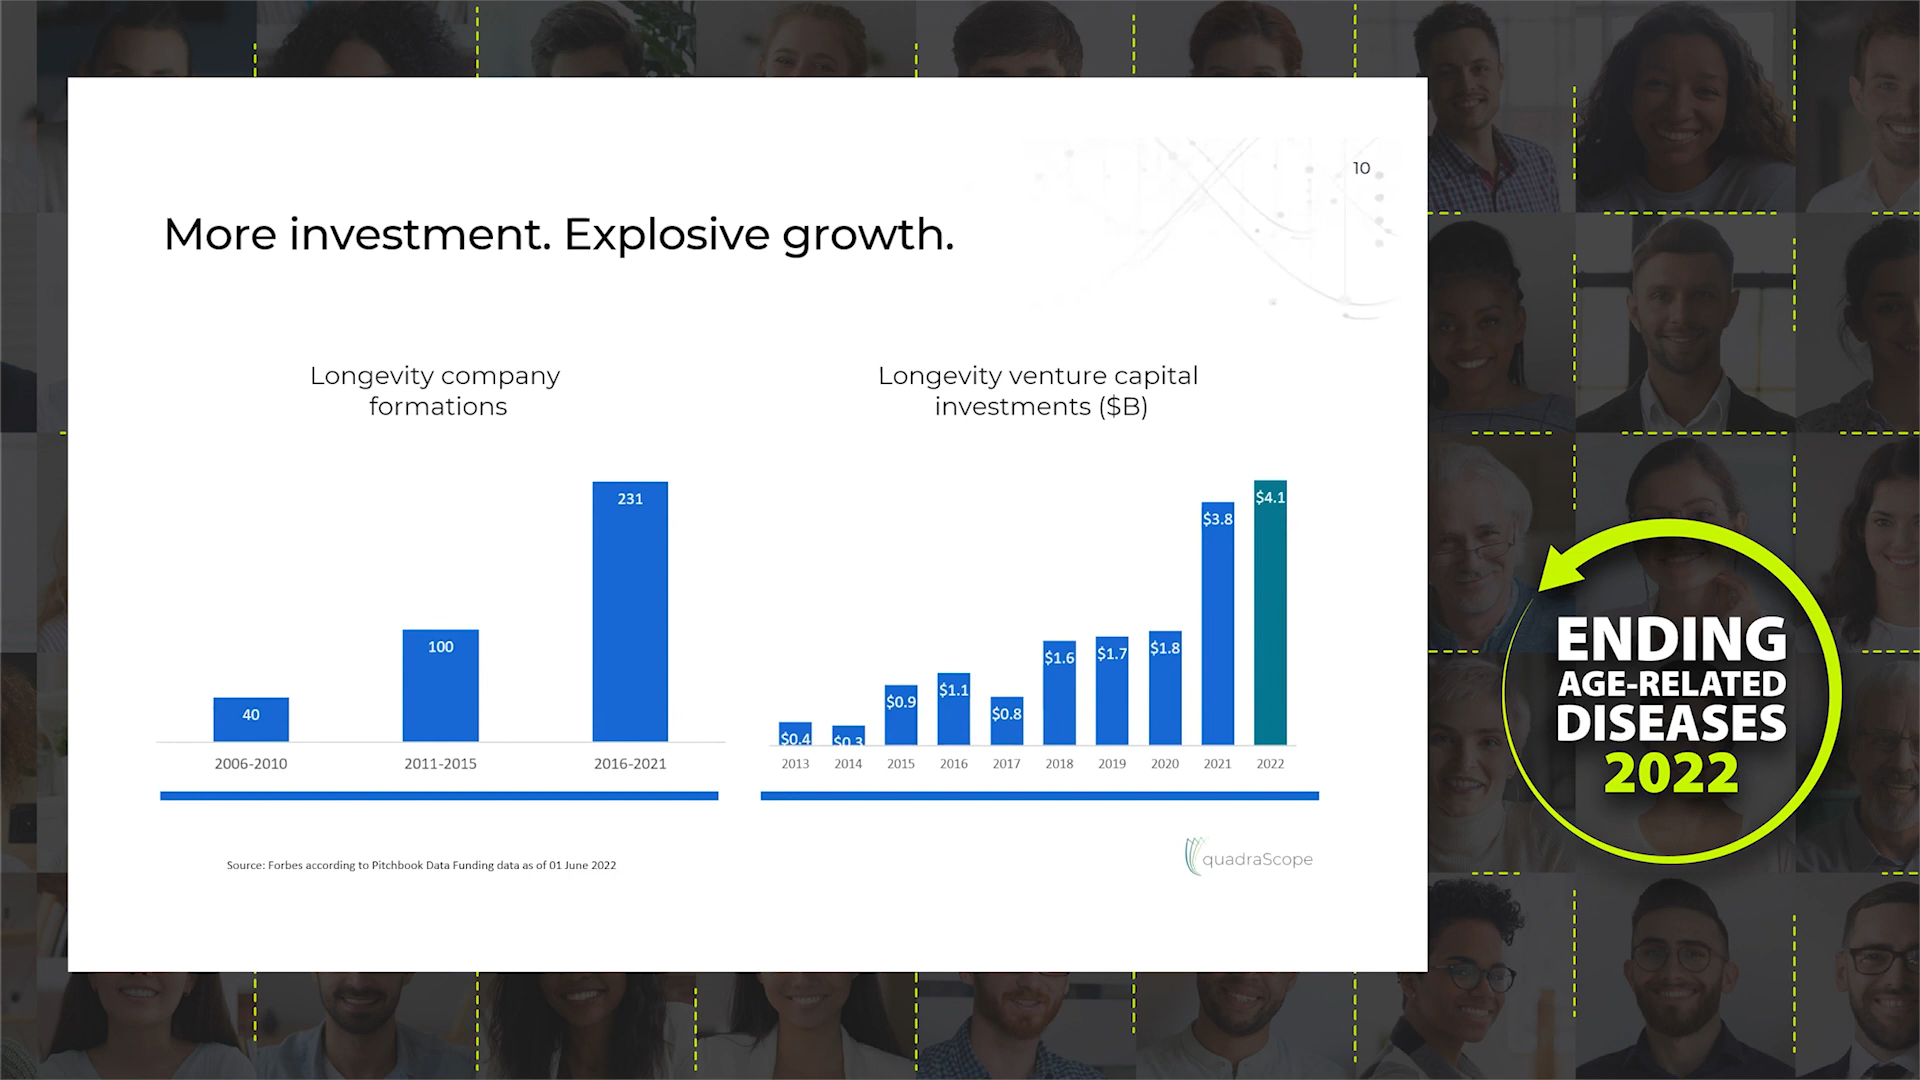 10
More investment. Explosive growth.
Longevity company
formations
231
100
40
2006-2010 2011-2015 2016-2021
Longevity venture capital
investments ($B)
$4.1
$3.8
$1.8
$1.7
$1.6
$1.1
$0.9
$0.8
$0.4
$0.3
2013 2014 2015 2016 2017 2018 2019 2020 2021 2022
Source: Forbes according to Pitchbook Data Funding data as of 01 June 2022
quadraScope
ENDING
AGE-RELATED
DISEASES
2022